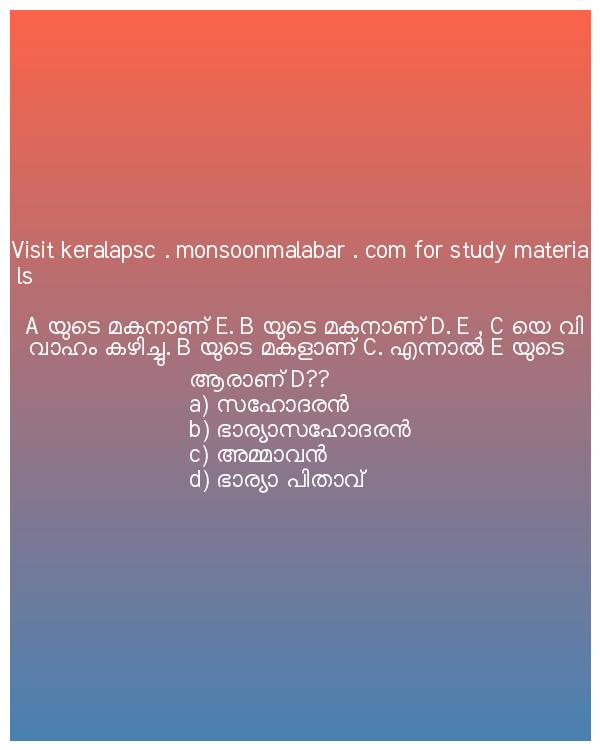 Visit keralapsc . monsoonmalabar . com for study materia
ls
A യുടെ മകനാണ് E. B യുടെ മകനാണ് D. E , C യെ വി
വാഹം കഴിച്ചു. B യുടെ മകളാണ് C. എന്നാൽ E യുടെ
ആരാണ് D??
a) സഹോദരൻ
b) ഭാര്യാസഹോദരൻ
c) അമ്മാവൻ
d) ഭാര്യാ പിതാവ്